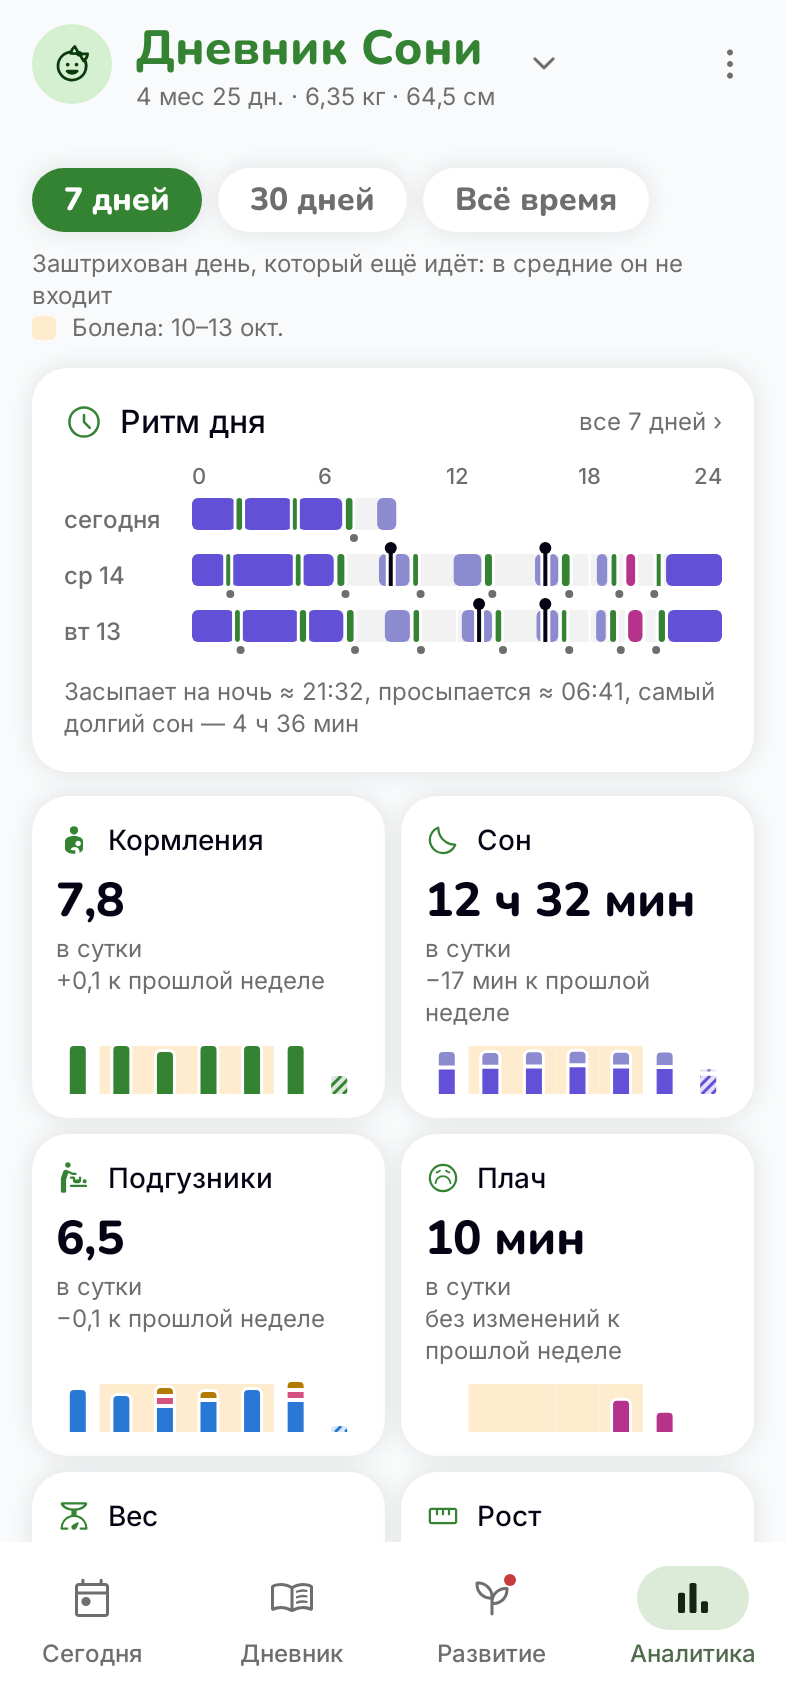 Дневник Сони
4 мес 25 дн. · 6,35 кг · 64,5 см
7 дней
30 дней
Всё время
Заштрихован день, который ещё идёт: в средние он не
входит
Болела: 10–13 окт.
Ритм дня
все 7 дней ›
0 6 12 18 24
сегодня
ср 14
вт 13
Засыпает на ночь ≈ 21:32, просыпается ≈ 06:41, самый
долгий сон — 4 ч 36 мин
Кормления
7,8
в сутки
+0,1 к прошлой неделе
Сон
12 ч 32 мин
в сутки
−17 мин к прошлой
неделе
Подгузники
6,5
в сутки
−0,1 к прошлой неделе
Плач
10 мин
в сутки
без изменений к
прошлой неделе
Вес
Рост
Сегодня
Дневник
Развитие
Аналитика